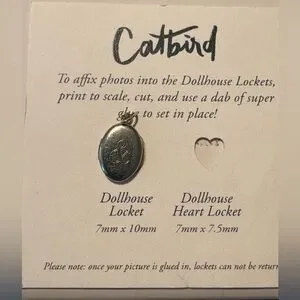 Catbird
To affix photos into the Dollhouse Lockets,
print to scale, cut, and use a dab of super
glue to set in place!
Dollhouse Dollhouse
Locket Heart Locket
7mm x 10mm 7mm x 7.5mm
Please note: once your picture is glued in, lockets can not be return